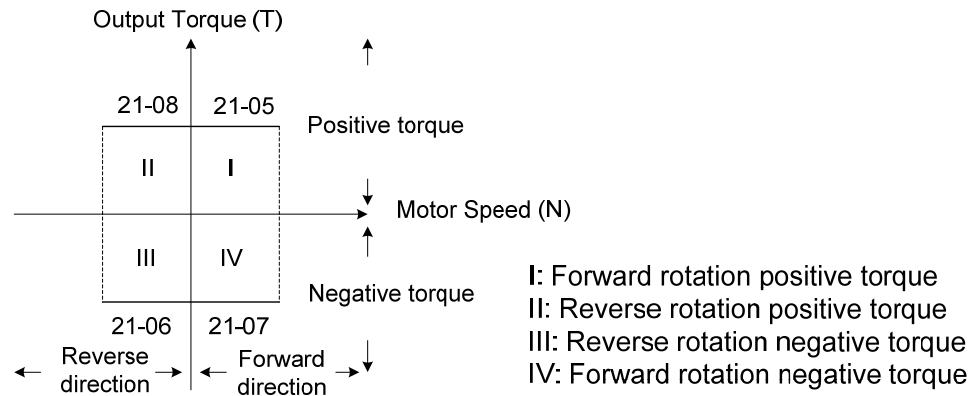 Output Torque (T)
21-08
21-05
Positive torque
II
I
Motor Speed (N)
III
IV
Negative torque
21-06
21-07
Reverse
direction
Forward
direction
I: Forward rotation positive torque
II: Reverse rotation positive torque
III: Reverse rotation negative torque
IV: Forward rotation negative torque